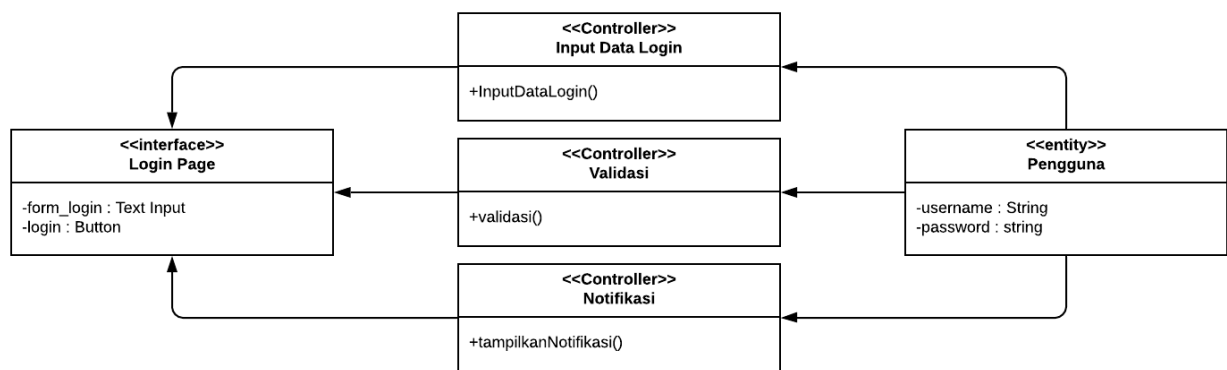 <<Controller>>
Input Data Login
+InputDataLogin()
<<interface>>
Login Page
-form_login : Text Input
-login : Button
<<Controller>>
Validasi
+validasi()
<<entity>>
Pengguna
-username : String
-password : string
<<Controller>>
Notifikasi
+tampilkanNotifikasi()